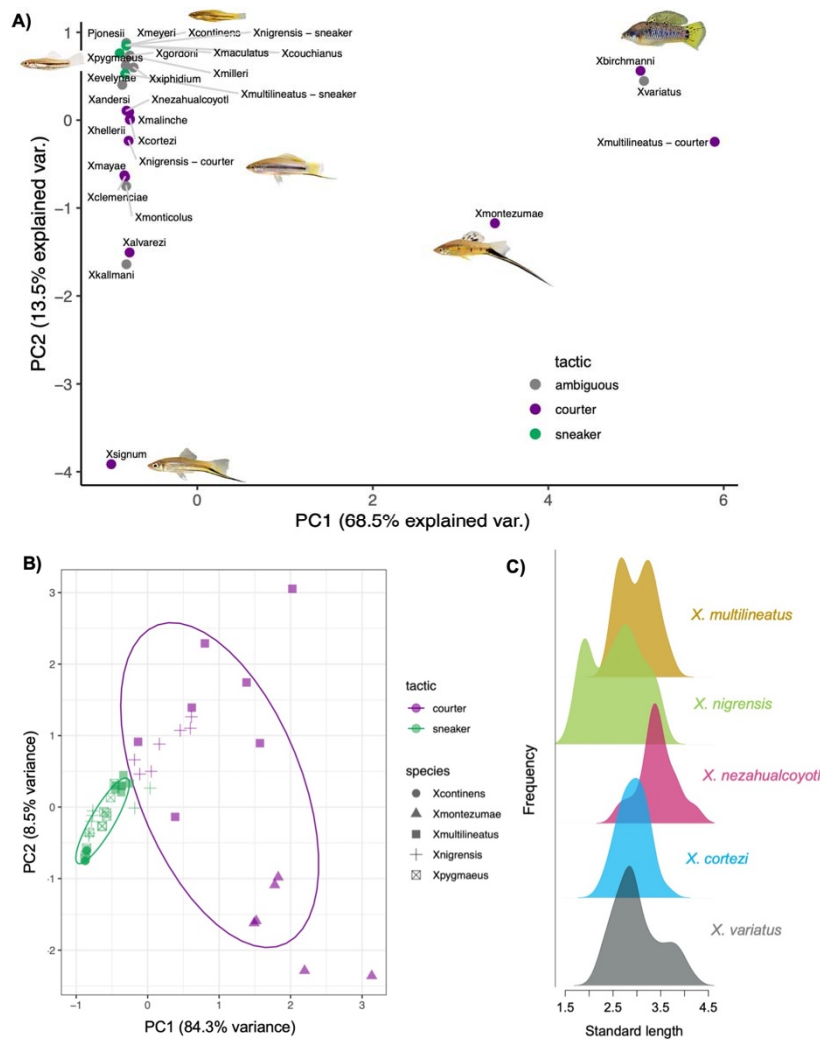 A)
PC2 (13.5% explained var.)
1
0
−1
−2
−3
−4
Pjonesii
Xmeyeri
Xcontinens
Xnigrensis − sneaker
Xgordoni
Xmaculatus
Xcouchianus
Xpygmaeus
Xmilleri
Xevelynae
Xxiphidium
Xmultilineatus − sneaker
Xandersi
Xnezahualcoyotl
Xmalinche
Xhellerii
Xcortezi
Xnigrensis − courter
Xmayae
Xclemenciae
Xmonticolus
Xalvarezi
Xkallmani
Xsignum
Xbirchmanni
Xvariatus
Xmultilineatus − courter
Xmontezumae
tactic
ambiguous
courter
sneaker
0
2
4
6
PC1 (68.5% explained var.)
B)
PC2 (8.5% variance)
3
2
1
0
-1
-2
-1
0
1
2
3
PC1 (84.3% variance)
tactic
courter
sneaker
species
Xcontinens
Xmontezumae
Xmultilineatus
Xnigrensis
Xpygmaeus
C)
Frequency
X. multilineatus
X. nigrensis
X. nezahualcoyotl
X. cortezi
X. variatus
1.5 2.5 3.5 4.5
Standard length